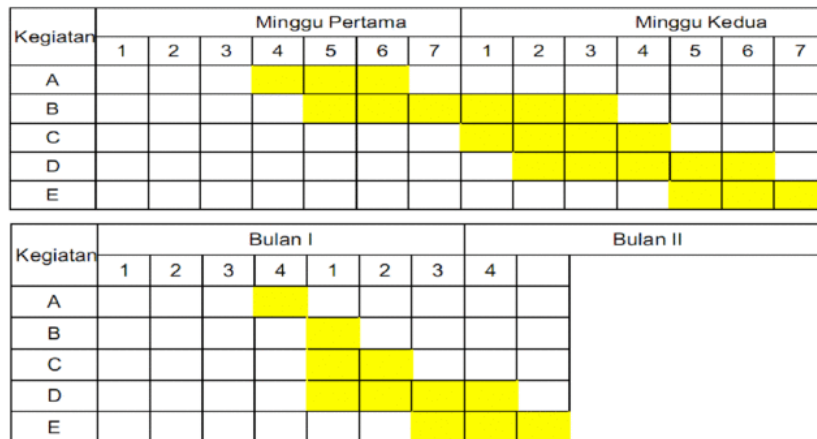 Kegiatan Minggu Pertama Minggu Kedua
1 2 3 4 5 6 7 1 2 3 4 5 6 7
A
B
C
D
E
Kegiatan Bulan I Bulan II
1 2 3 4 1 2 3 4
A
B
C
D
E